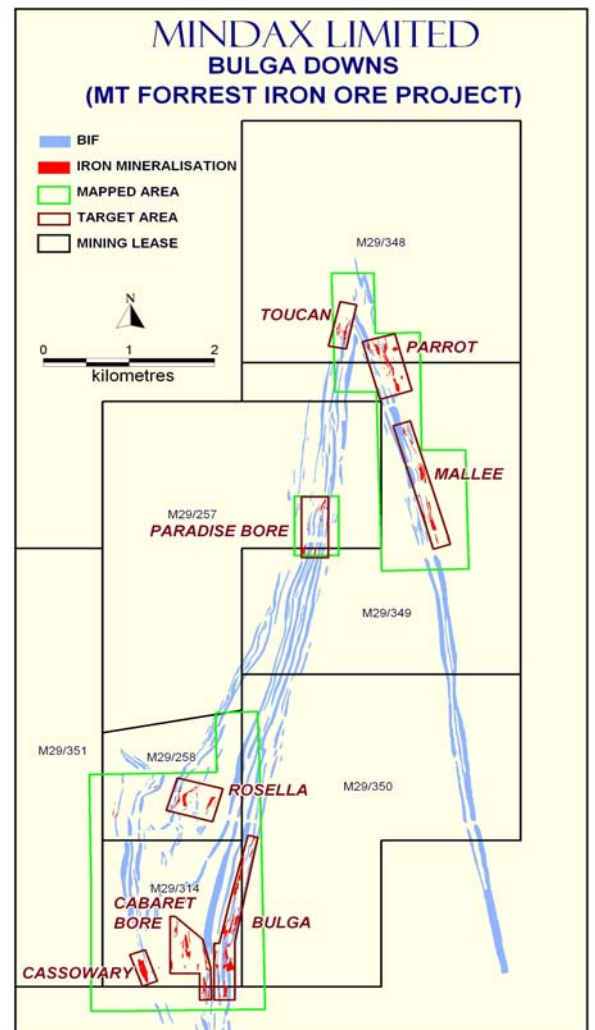 MINDAX LIMITED
BULGA DOWNS
(MT FORREST IRON ORE PROJECT)
BIF
IRON MINERALISATION
MAPPED AREA
TARGET AREA
MINING LEASE
M29/348
N
TOUCAN
PARROT
0 1 2
kilometres
MALLEE
M29/257
PARADISE BORE
M29/349
M29/351
M29/258
M29/350
ROSELLA
M29/314
CABARET
BORE
BULGA
CASSOWARY